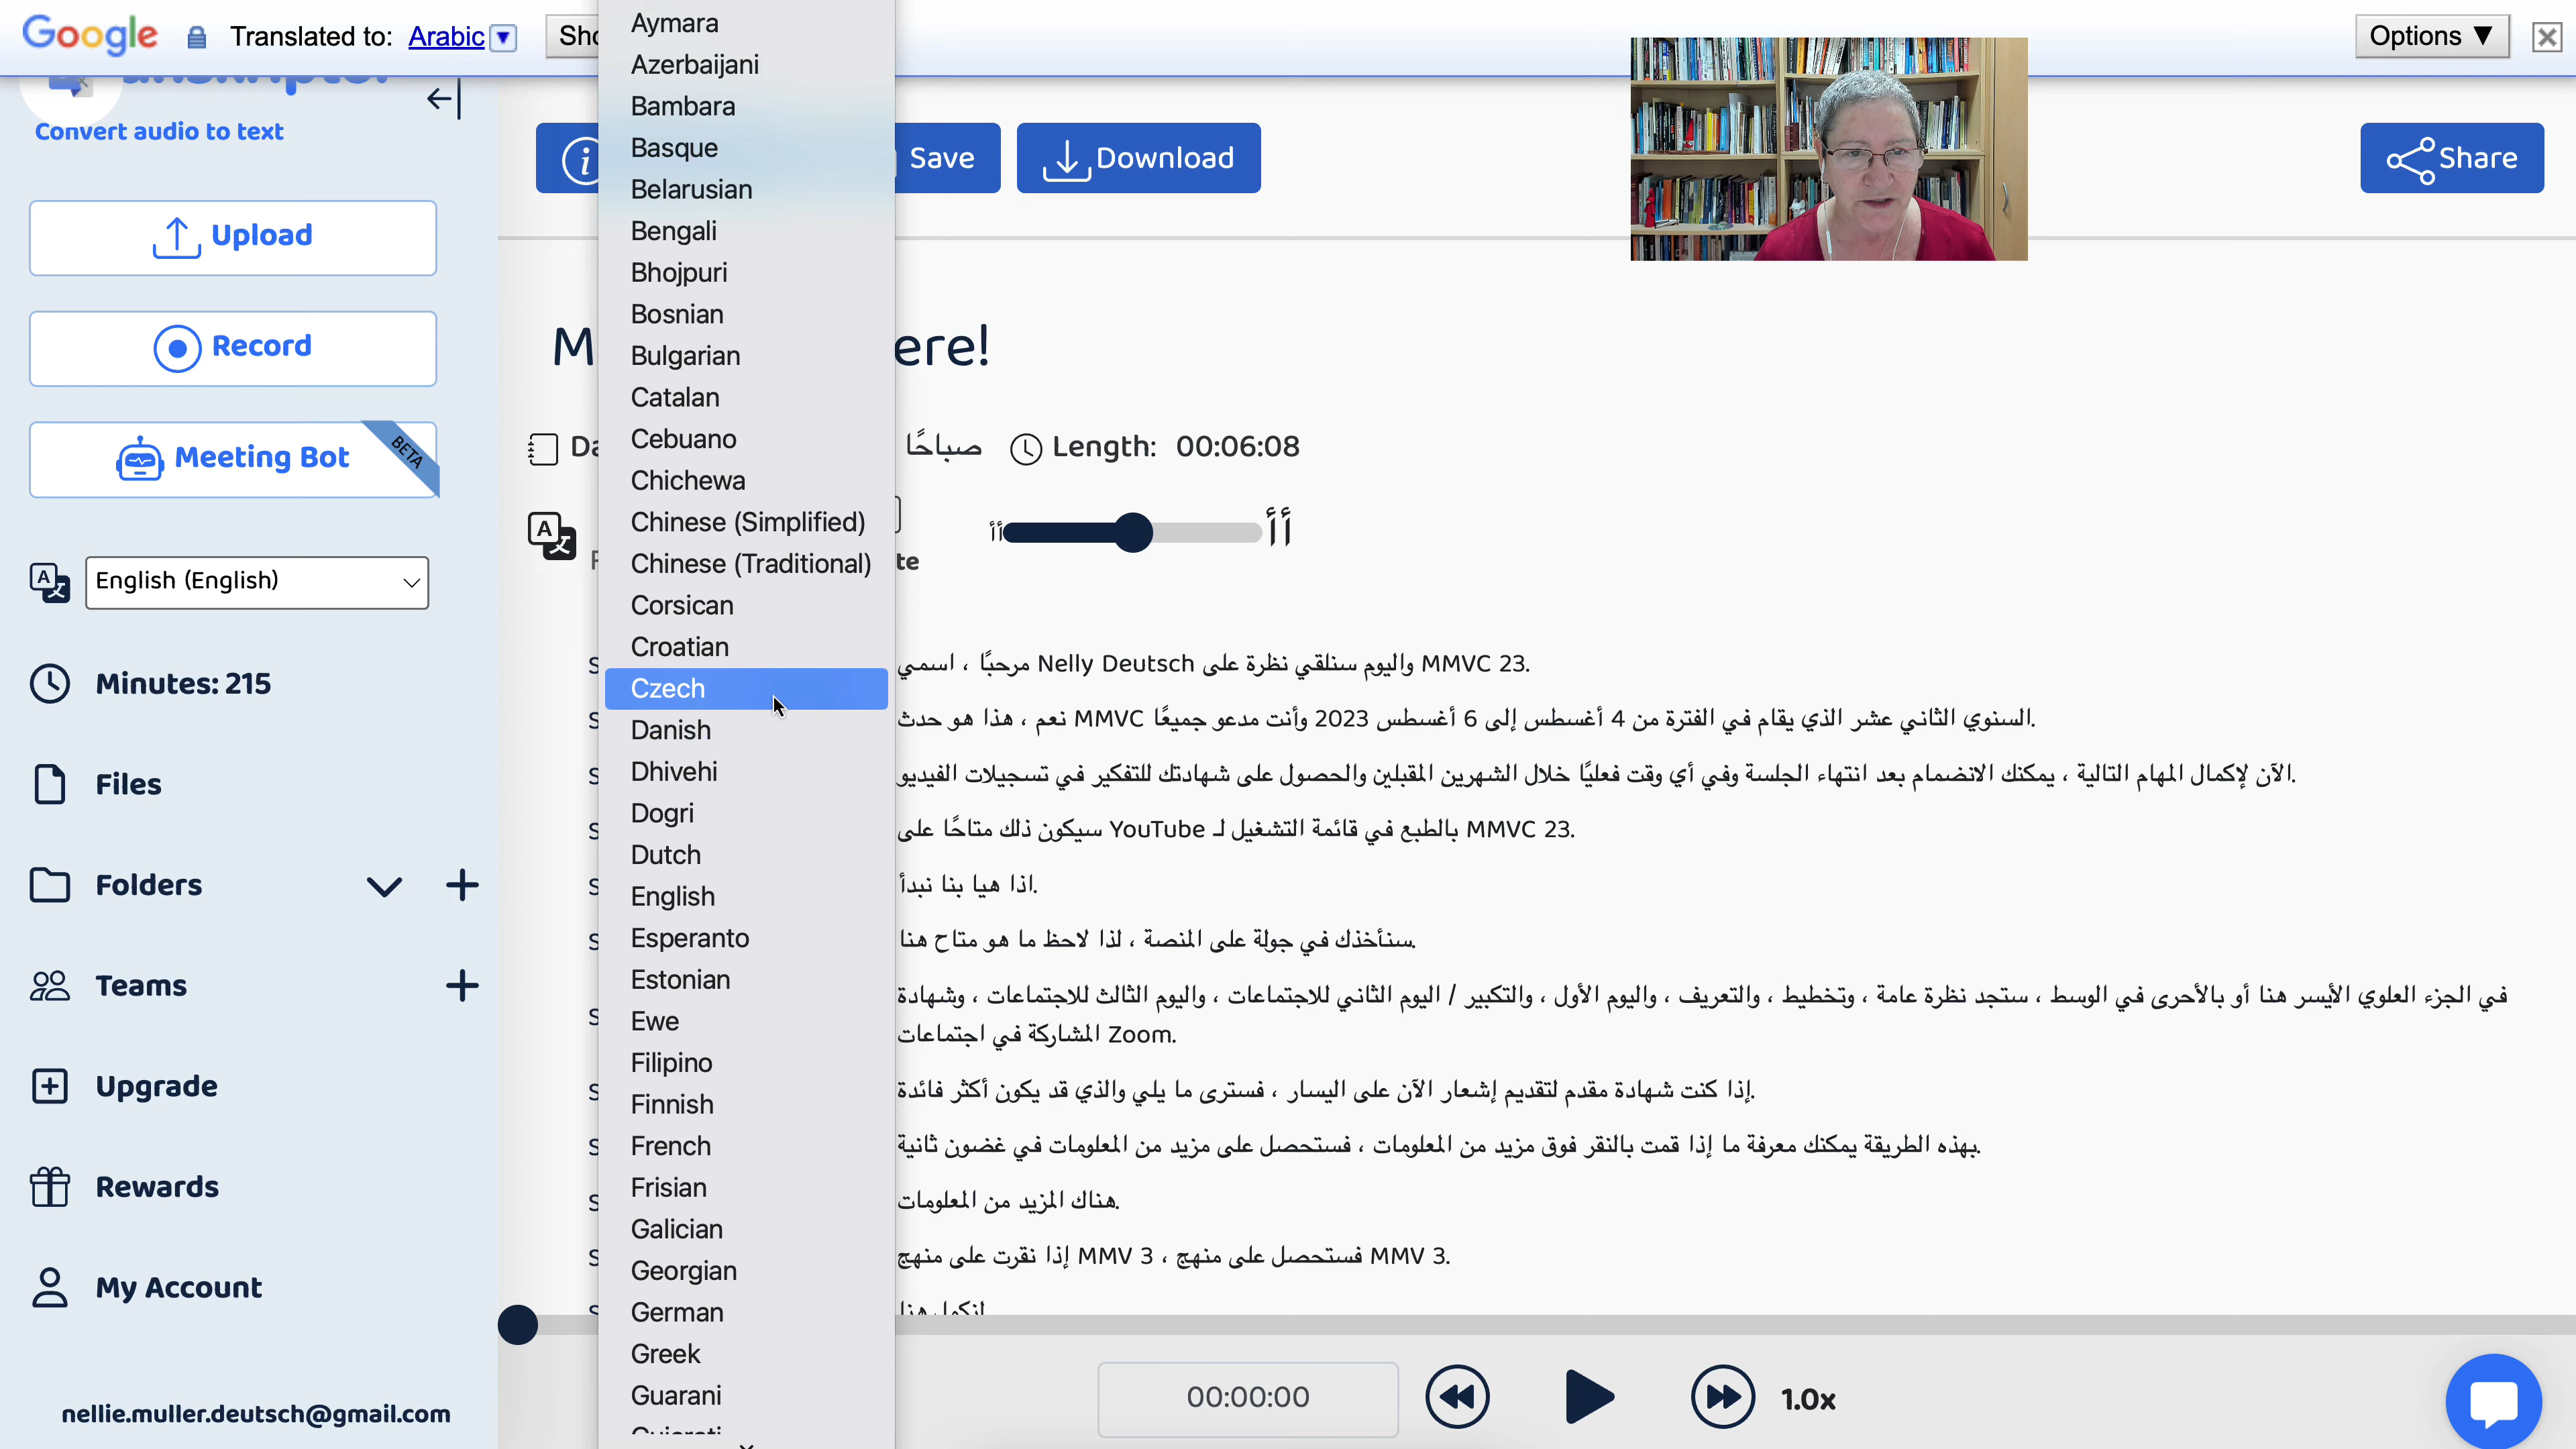 Google Translated to: Arabic Options ▼
Convert audio to text
Upload
Record
Meeting Bot BETA
English (English)
Minutes: 215
Files
Folders
Teams
Upgrade
Rewards
My Account
nellie.muller.deutsch@gmail.com
Aymara
Azerbaijani
Bambara
Basque
Belarusian
Bengali
Bhojpuri
Bosnian
Bulgarian
Catalan
Cebuano
Chichewa
Chinese (Simplified)
Chinese (Traditional)
Corsican
Croatian
Czech
Danish
Dhivehi
Dogri
Dutch
English
Esperanto
Estonian
Ewe
Filipino
Finnish
French
Frisian
Galician
Georgian
German
Greek
Guarani
Save Download Share
صباحًا Length: 00:06:08
أأ أأ
مرحبًا ، اسمي Nelly Deutsch واليوم سنلقي نظرة على MMVC 23.
نعم ، هذا هو حدث MMVC السنوي الثاني عشر الذي يقام في الفترة من 4 أغسطس إلى 6 أغسطس 2023 وأنت مدعو جميعًا.
الآن لإكمال المهام التالية ، يمكنك الانضمام بعد انتهاء الجلسة وفي أي وقت فعليًا خلال الشهرين المقبلين والحصول على شهادتك للتفكير في تسجيلات الفيديو.
سيكون ذلك متاحًا على YouTube بالطبع في قائمة التشغيل لـ MMVC 23.
اذا هيا بنا نبدأ.
سنأخذك في جولة على المنصة ، لذا لاحظ ما هو متاح هنا.
في الجزء العلوي الأيسر هنا أو بالأحرى في الوسط ، ستجد نظرة عامة ، وتخطيط ، والتعريف ، واليوم الأول ، والتكبير / اليوم الثاني للاجتماعات ، واليوم الثالث للاجتماعات ، وشهادة
المشاركة في اجتماعات Zoom.
إذا كنت شهادة مقدم لتقديم إشعار الآن على اليسار ، فسترى ما يلي والذي قد يكون أكثر فائدة.
بهذه الطريقة يمكنك معرفة ما إذا قمت بالنقر فوق مزيد من المعلومات ، فستحصل على مزيد من المعلومات في غضون ثانية.
هناك المزيد من المعلومات.
إذا نقرت على منهج MMV 3 ، فستحصل على منهج MMV 3.
00:00:00 1.0x